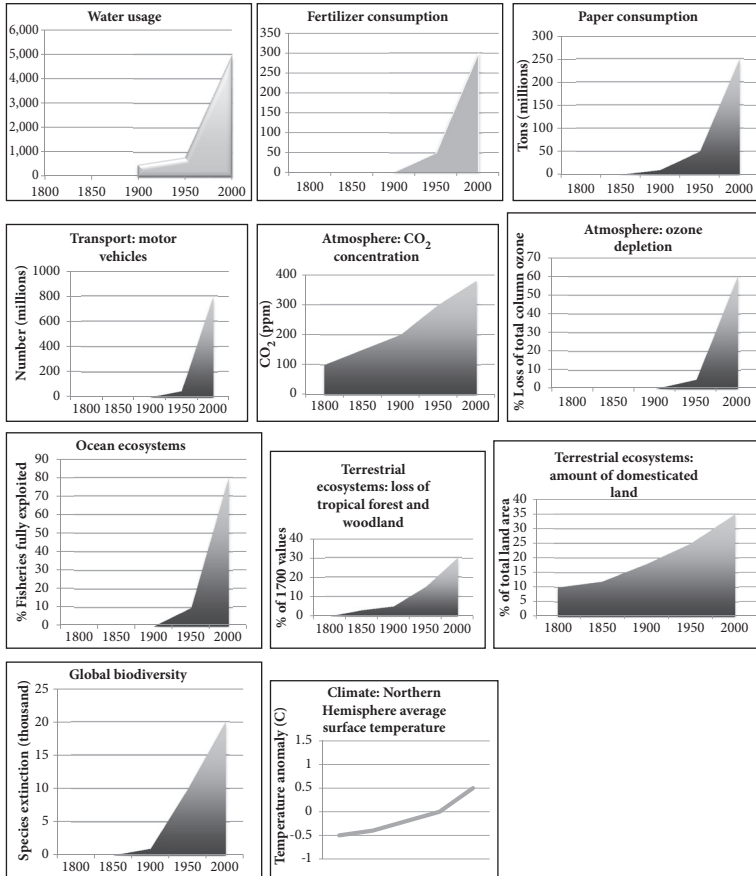 Water usage
6,000
5,000
4,000
3,000
2,000
1,000
0
1800 1850 1900 1950 2000
Fertilizer consumption
350
300
250
200
150
100
50
0
1800 1850 1900 1950 2000
Paper consumption
Tons (millions)
300
250
200
150
100
50
0
1800 1850 1900 1950 2000
Transport: motor
vehicles
Number (millions)
1000
800
600
400
200
0
1800 1850 1900 1950 2000
Atmosphere: CO2
concentration
CO2 (ppm)
400
300
200
100
0
1800 1850 1900 1950 2000
Atmosphere: ozone
depletion
% Loss of total column ozone
70
60
50
40
30
20
10
0
1800 1850 1900 1950 2000
Ocean ecosystems
% Fisheries fully exploited
90
80
70
60
50
40
30
20
10
0
1800 1850 1900 1950 2000
Terrestrial
ecosystems: loss of
tropical forest and
woodland
% of 1700 values
40
30
20
10
0
1800 1850 1900 1950 2000
Terrestrial ecosystems:
amount of domesticated
land
% of total land area
40
35
30
25
20
15
10
5
0
1800 1850 1900 1950 2000
Global biodiversity
Species extinction (thousand)
25
20
15
10
5
0
1800 1850 1900 1950 2000
Climate: Northern
Hemisphere average
surface temperature
Temperature anomaly (C)
1.5
1
0.5
0
-0.5
-1